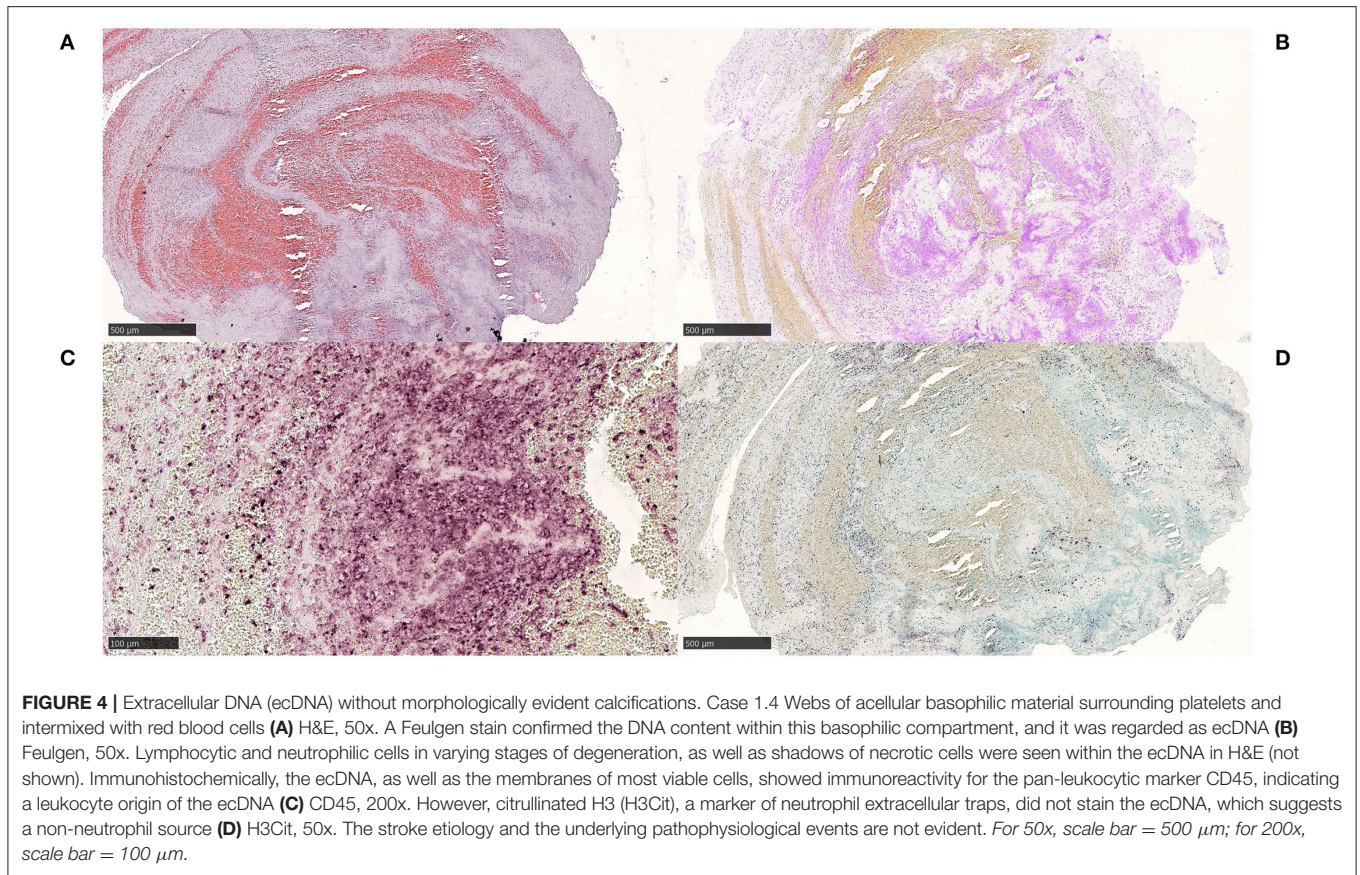 A
B
500 µm
500 µm
C
D
100 µm
500 µm
FIGURE 4 | Extracellular DNA (ecDNA) without morphologically evident calcifications. Case 1.4 Webs of acellular basophilic material surrounding platelets and
intermixed with red blood cells (A) H&E, 50x. A Feulgen stain confirmed the DNA content within this basophilic compartment, and it was regarded as ecDNA (B)
Feulgen, 50x. Lymphocytic and neutrophilic cells in varying stages of degeneration, as well as shadows of necrotic cells were seen within the ecDNA in H&E (not
shown). Immunohistochemically, the ecDNA, as well as the membranes of most viable cells, showed immunoreactivity for the pan-leukocytic marker CD45, indicating
a leukocyte origin of the ecDNA (C) CD45, 200x. However, citrullinated H3 (H3Cit), a marker of neutrophil extracellular traps, did not stain the ecDNA, which suggests
a non-neutrophil source (D) H3Cit, 50x. The stroke etiology and the underlying pathophysiological events are not evident. For 50x, scale bar = 500 µm; for 200x,
scale bar = 100 µm.